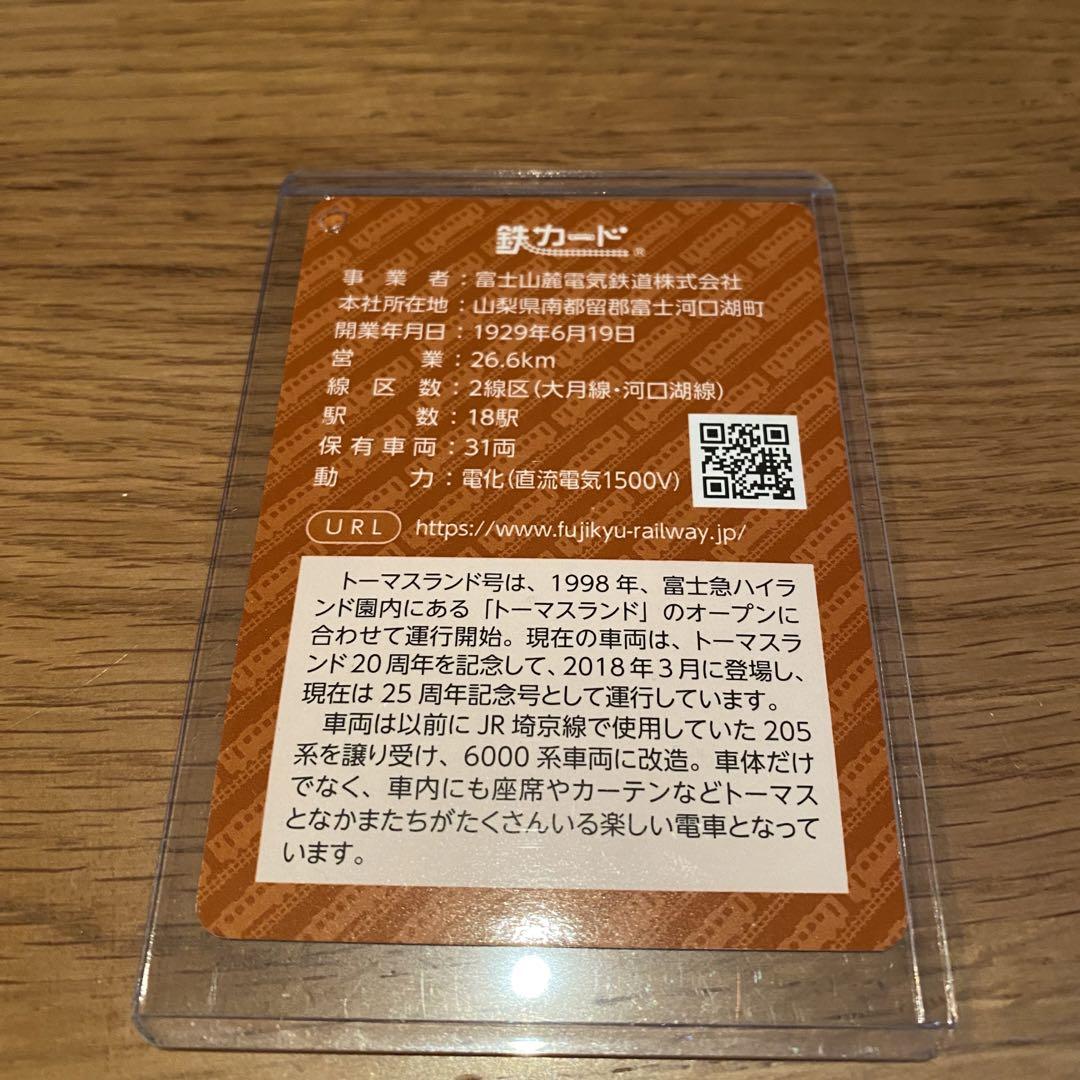 鉄カード®
事業者：富士山麓電気鉄道株式会社
本社所在地：山梨県南都留郡富士河口湖町
開業年月日：1929年6月19日
営業：26.6km
線区数：2線区(大月線・河口湖線)
駅数：18駅
保有車両：31両
動力：電化(直流電気1500V)
URL https://www.fujikyu-railway.jp/
トーマスランド号は、1998年、富士急ハイラ
ンド園内にある「トーマスランド」のオープンに
合わせて運行開始。現在の車両は、トーマスラ
ンド20周年を記念して、2018年3月に登場し、
現在は25周年記念号として運行しています。
車両は以前にJR埼京線で使用していた205
系を譲り受け、6000系車両に改造。車体だけ
でなく、車内にも座席やカーテンなどトーマス
となかまたちがたくさんいる楽しい電車となって
います。